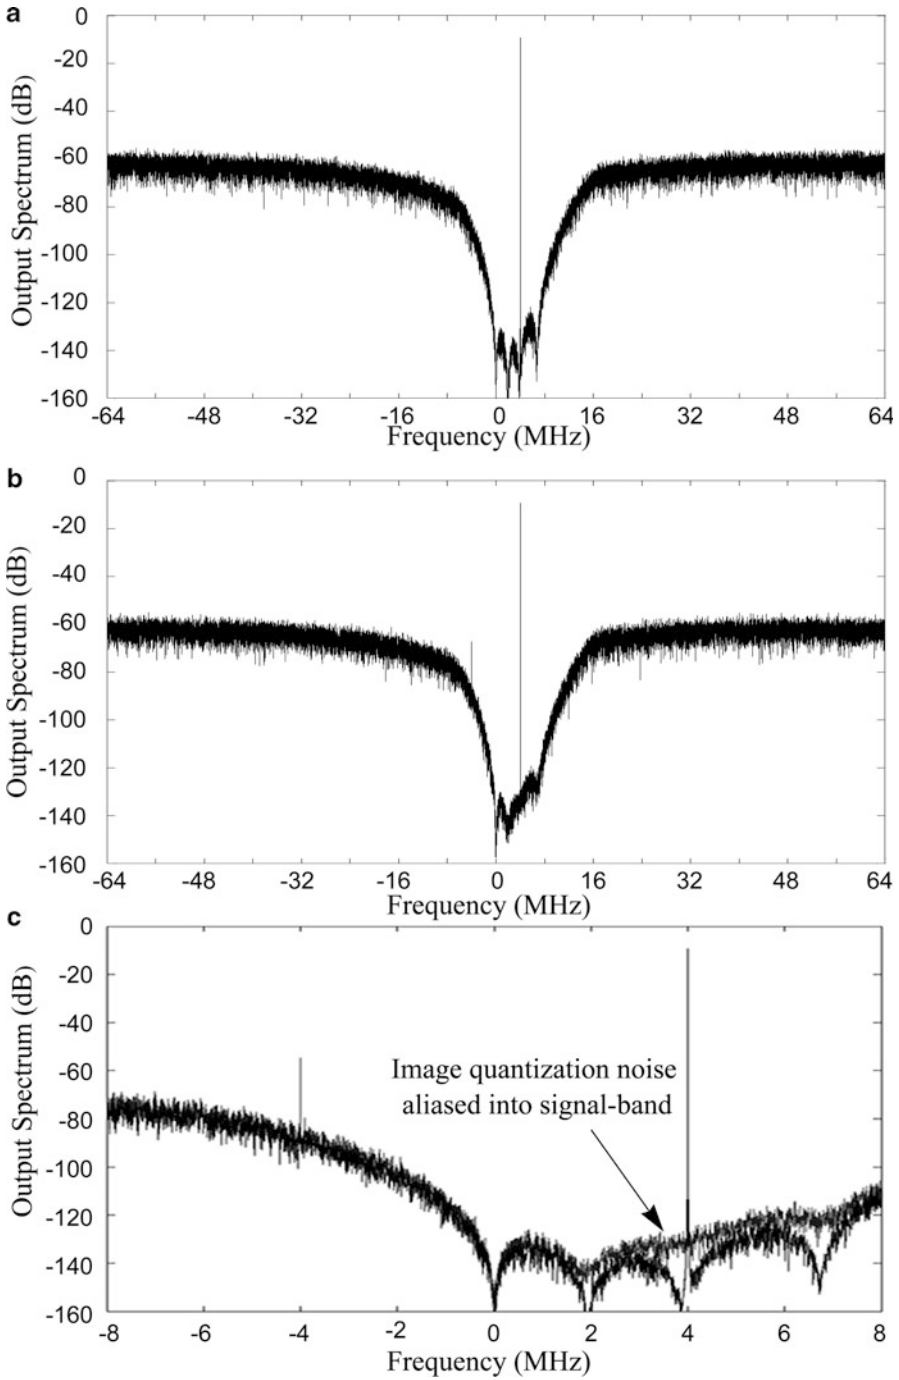 a
Output Spectrum (dB)
0
-20
-40
-60
-80
-100
-120
-140
-160
-64 -48 -32 -16 0 16 32 48 64
Frequency (MHz)
b
Output Spectrum (dB)
0
-20
-40
-60
-80
-100
-120
-140
-160
-64 -48 -32 -16 0 16 32 48 64
Frequency (MHz)
c
Output Spectrum (dB)
0
-20
-40
-60
-80
-100
-120
-140
-160
Image quantization noise
aliased into signal-band
-8 -6 -4 -2 0 2 4 6 8
Frequency (MHz)